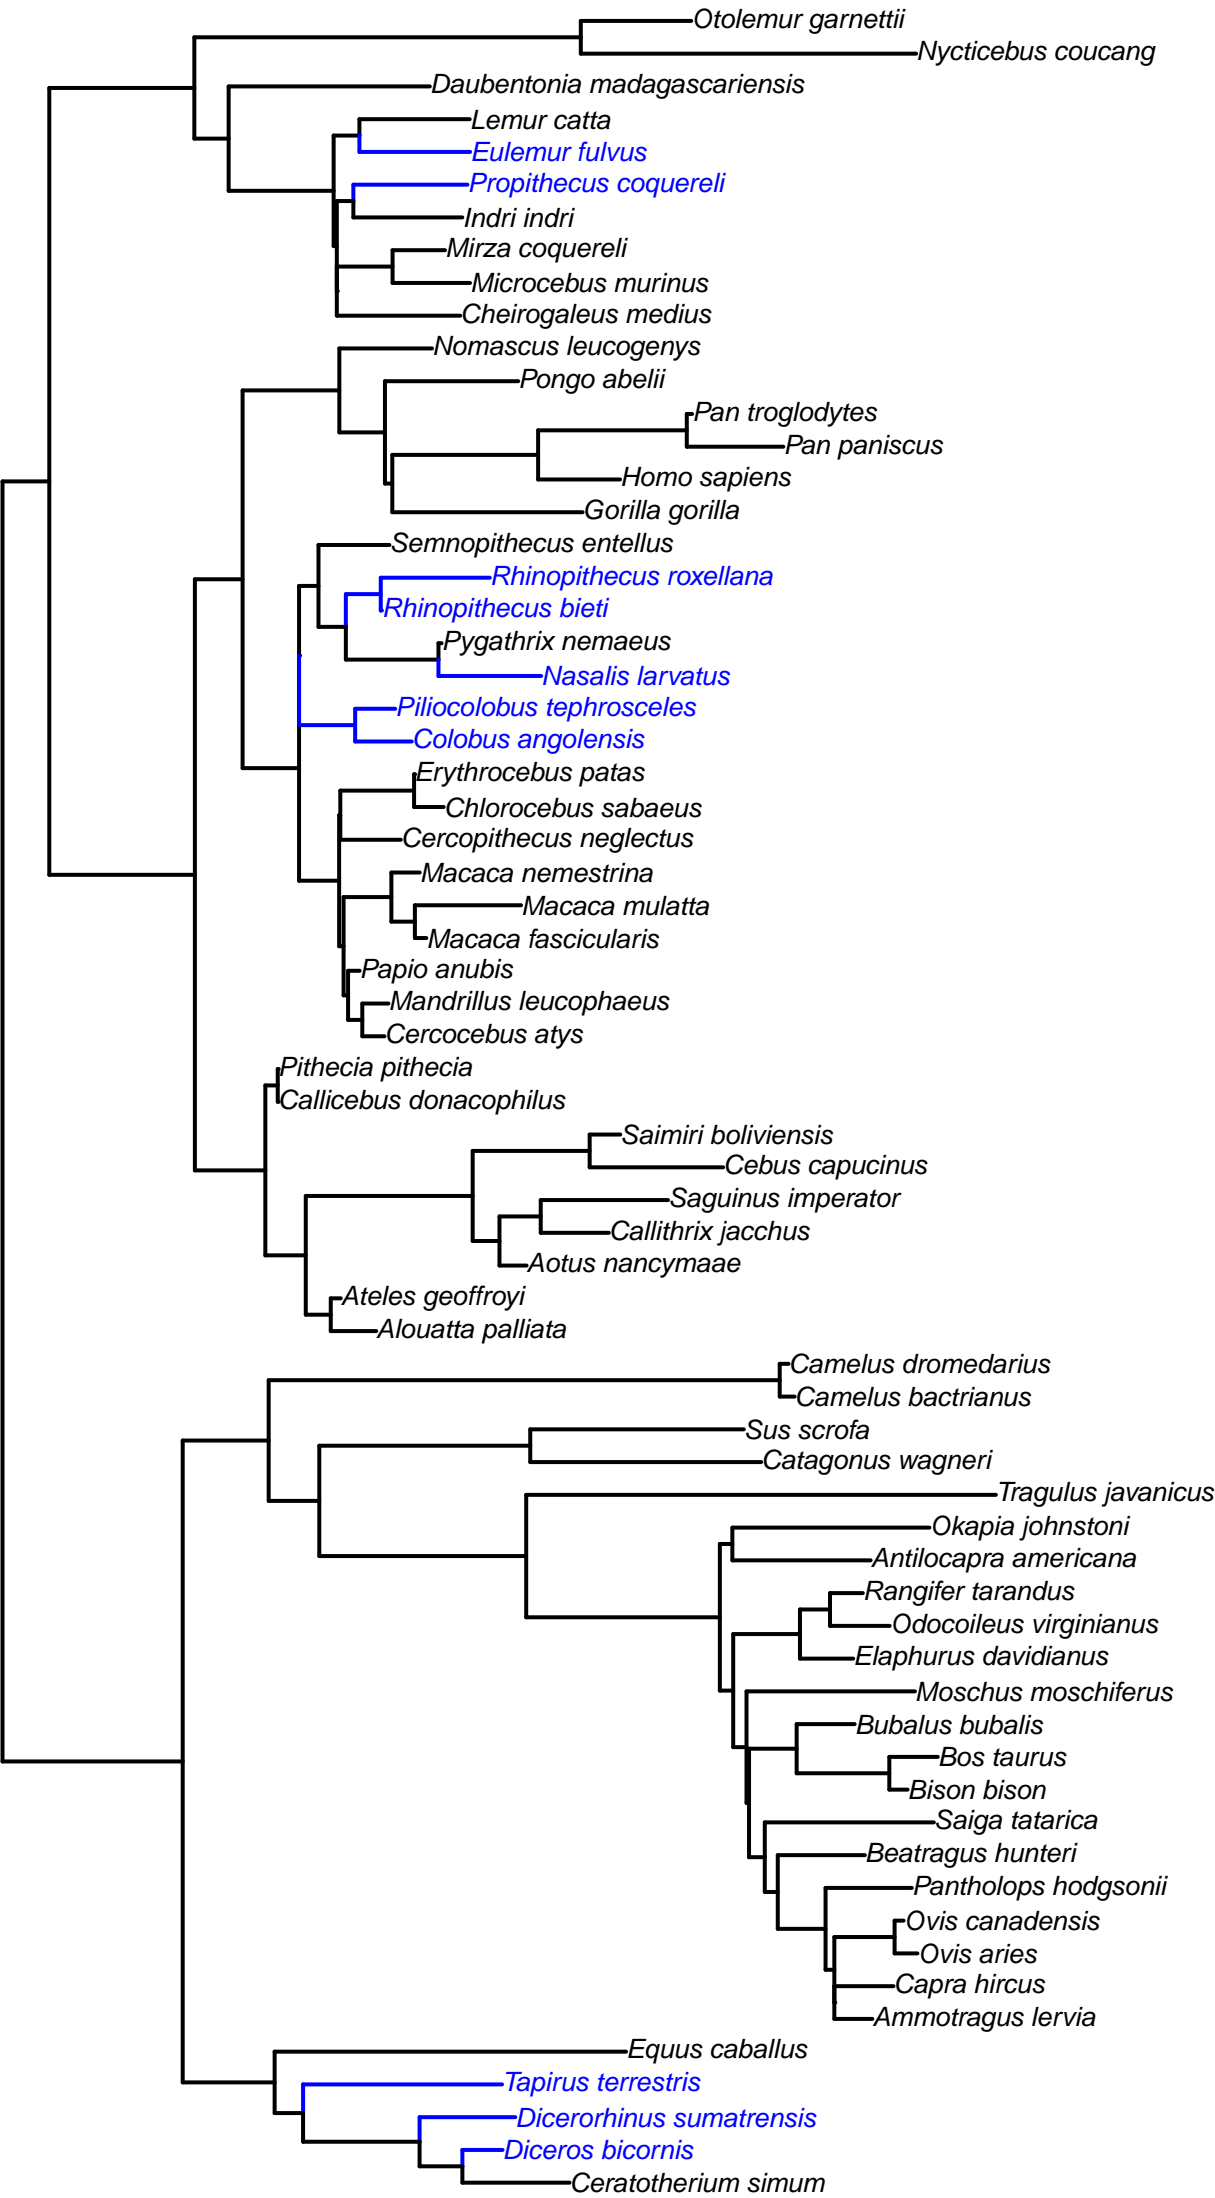 Otolemur garnettii
Nycticebus coucang
Daubentonia madagascariensis
Lemur catta
Eulemur fulvus
Propithecus coquereli
Indri indri
Mirza coquereli
Microcebus murinus
Cheirogaleus medius
Nomascus leucogenys
Pongo abelii
Pan troglodytes
Pan paniscus
Homo sapiens
Gorilla gorilla
Semnopithecus entellus
Rhinopithecus roxellana
Rhinopithecus bieti
Pygathrix nemaeus
Nasalis larvatus
Piliocolobus tephrosceles
Colobus angolensis
Erythrocebus patas
Chlorocebus sabaeus
Cercopithecus neglectus
Macaca nemestrina
Macaca mulatta
Macaca fascicularis
Papio anubis
Mandrillus leucophaeus
Cercocebus atys
Pithecia pithecia
Callicebus donacophilus
Saimiri boliviensis
Cebus capucinus
Saguinus imperator
Callithrix jacchus
Aotus nancymaae
Ateles geoffroyi
Alouatta palliata
Camelus dromedarius
Camelus bactrianus
Sus scrofa
Catagonus wagneri
Tragulus javanicus
Okapia johnstoni
Antilocapra americana
Rangifer tarandus
Odocoileus virginianus
Elaphurus davidianus
Moschus moschiferus
Bubalus bubalis
Bos taurus
Bison bison
Saiga tatarica
Beatragus hunteri
Pantholops hodgsonii
Ovis canadensis
Ovis aries
Capra hircus
Ammotragus lervia
Equus caballus
Tapirus terrestris
Dicerorhinus sumatrensis
Diceros bicornis
Ceratotherium simum